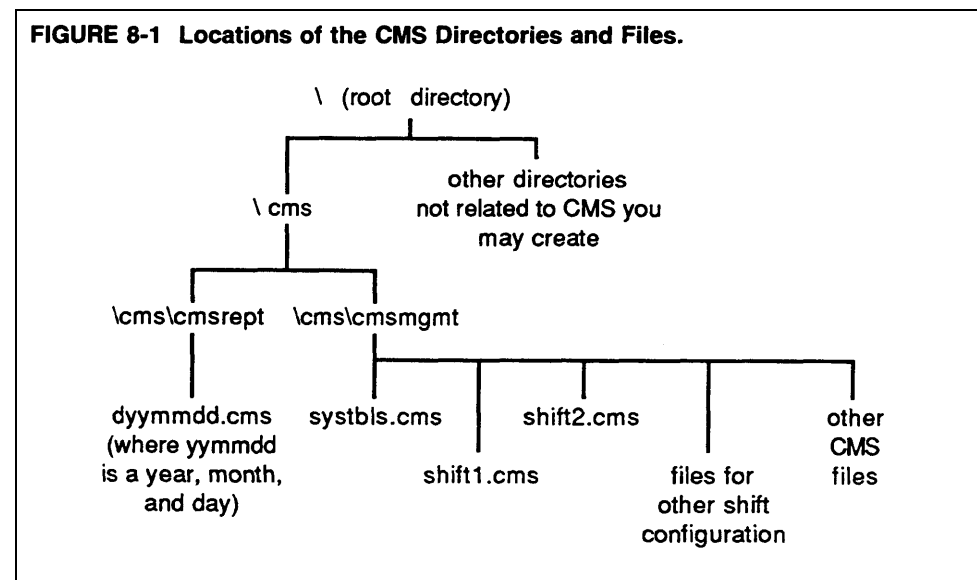 FIGURE 8-1 Locations of the CMS Directories and Files.
\ (root directory)
\ cms
other directories
not related to CMS you
may create
\cms\cmsrept
\cms\cmsmgmt
dyymmdd.cms
(where yymmdd
is a year, month,
and day)
systbls.cms
shift1.cms
shift2.cms
files for
other shift
configuration
other
CMS
files